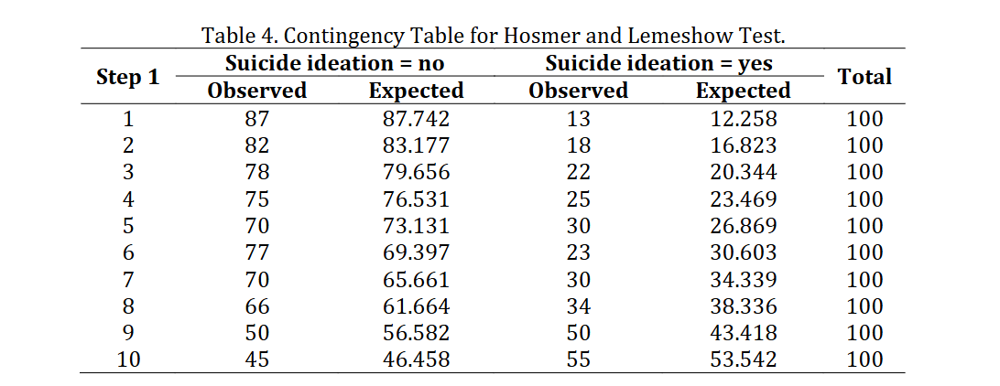 Table 4. Contingency Table for Hosmer and Lemeshow Test.
Step 1 Suicide ideation = no Suicide ideation = yes Total
Observed Expected Observed Expected
1 87 87.742 13 12.258 100
2 82 83.177 18 16.823 100
3 78 79.656 22 20.344 100
4 75 76.531 25 23.469 100
5 70 73.131 30 26.869 100
6 77 69.397 23 30.603 100
7 70 65.661 30 34.339 100
8 66 61.664 34 38.336 100
9 50 56.582 50 43.418 100
10 45 46.458 55 53.542 100